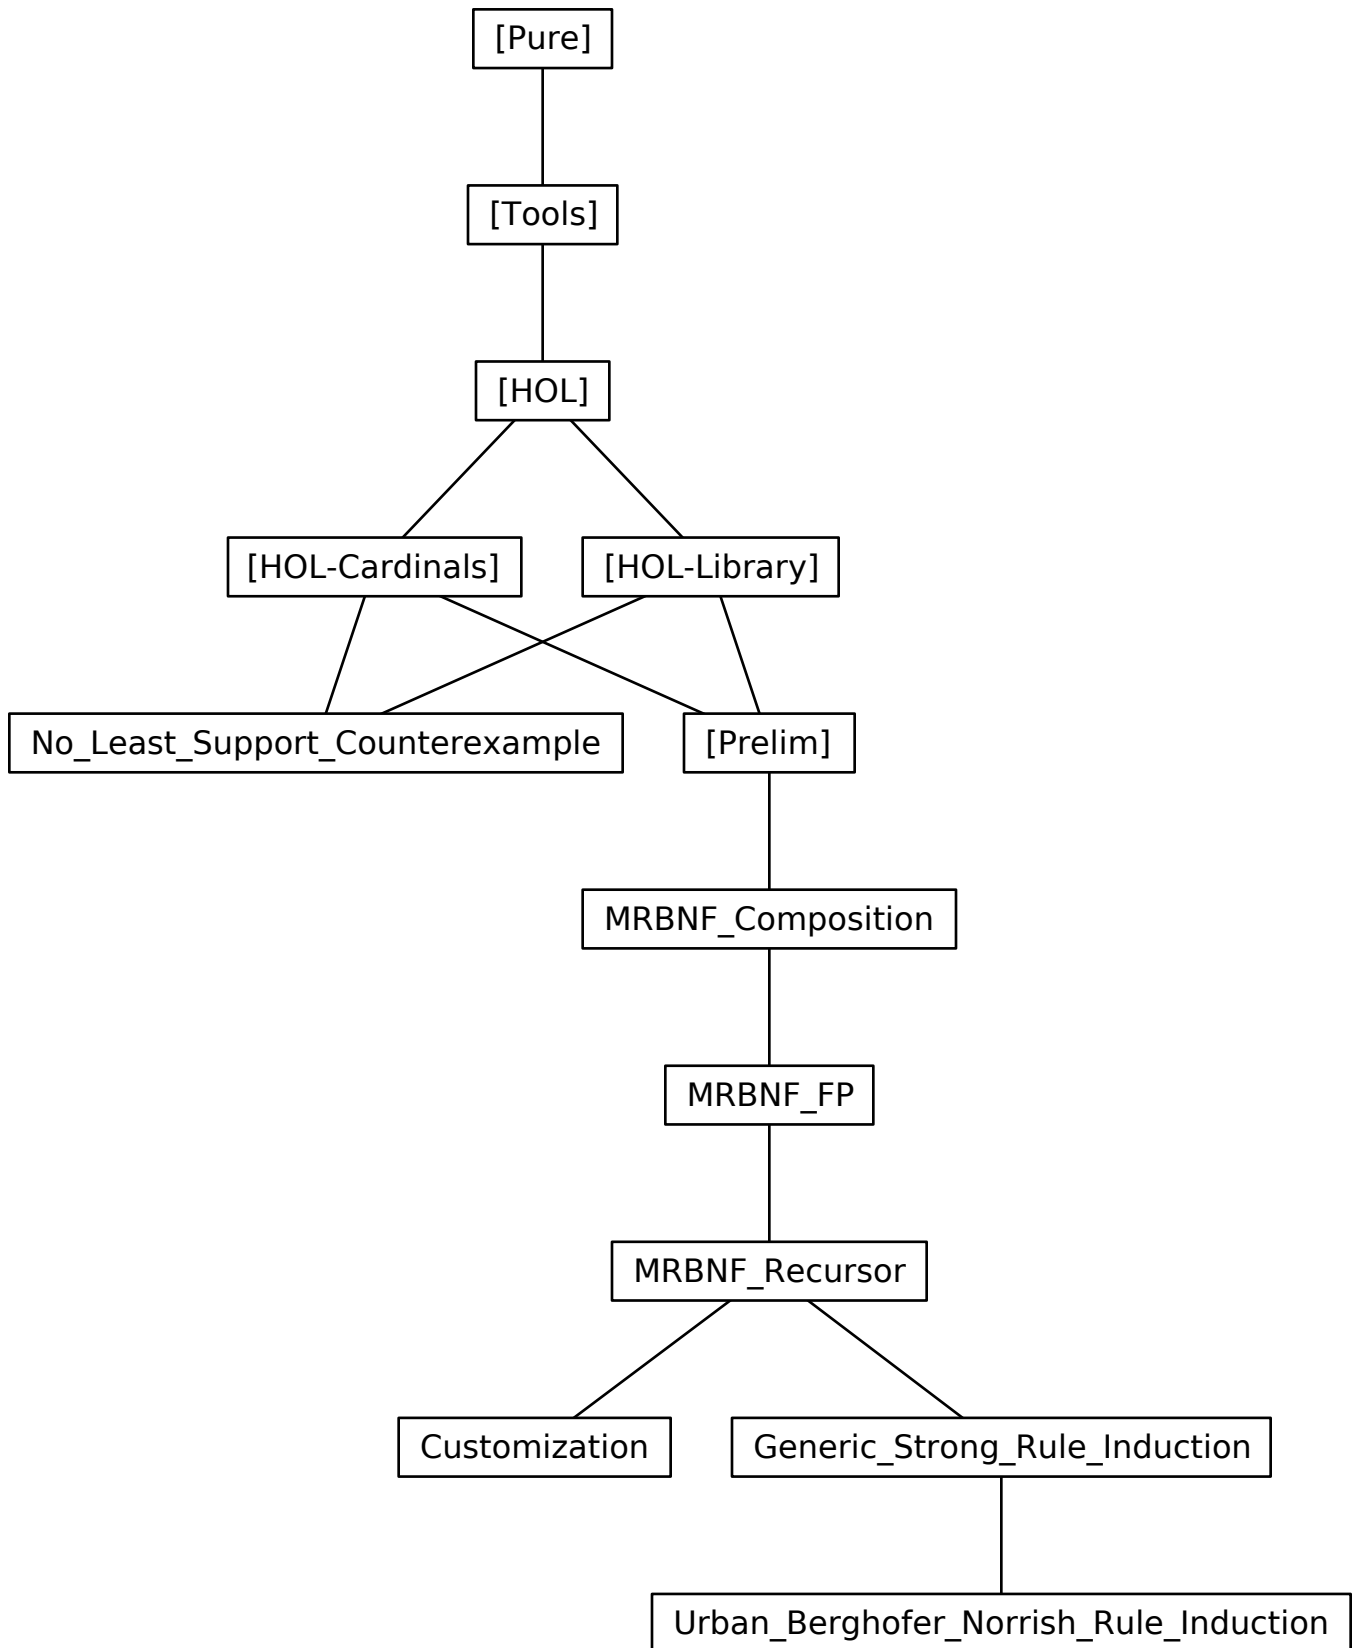 [Pure]
[Tools]
[HOL]
[HOL-Cardinals]
[HOL-Library]
No_Least_Support_Counterexample
[Prelim]
MRBNF_Composition
MRBNF_FP
MRBNF_Recursor
Customization
Generic_Strong_Rule_Induction
Urban_Berghofer_Norrish_Rule_Induction